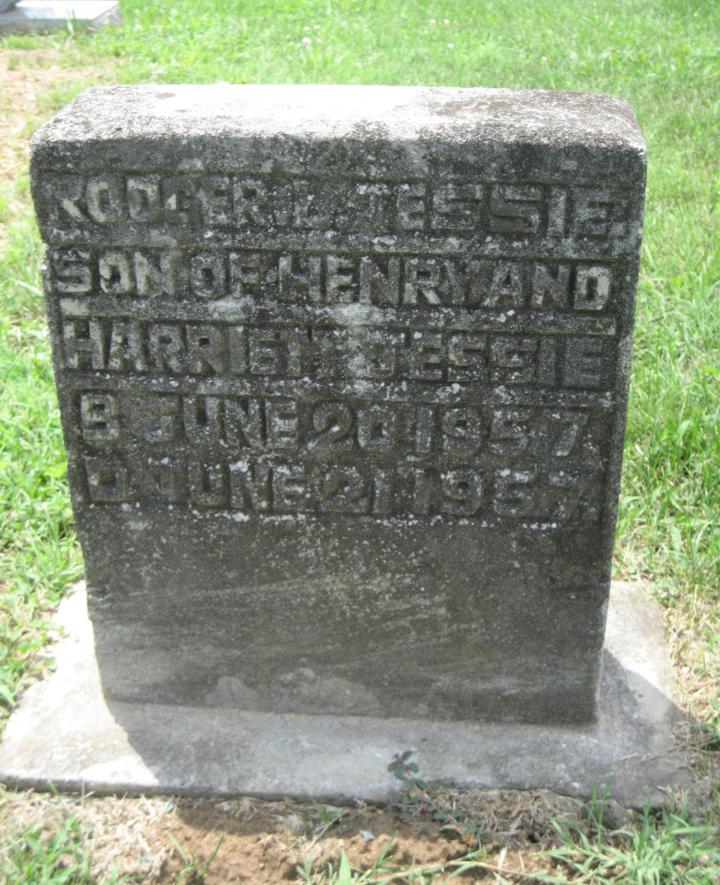 RODGER L. JESSIE.
SON OF HENRY AND
HARRIETT JESSIE
B. JUNE 20 1957.
D. JUNE 21 1957.